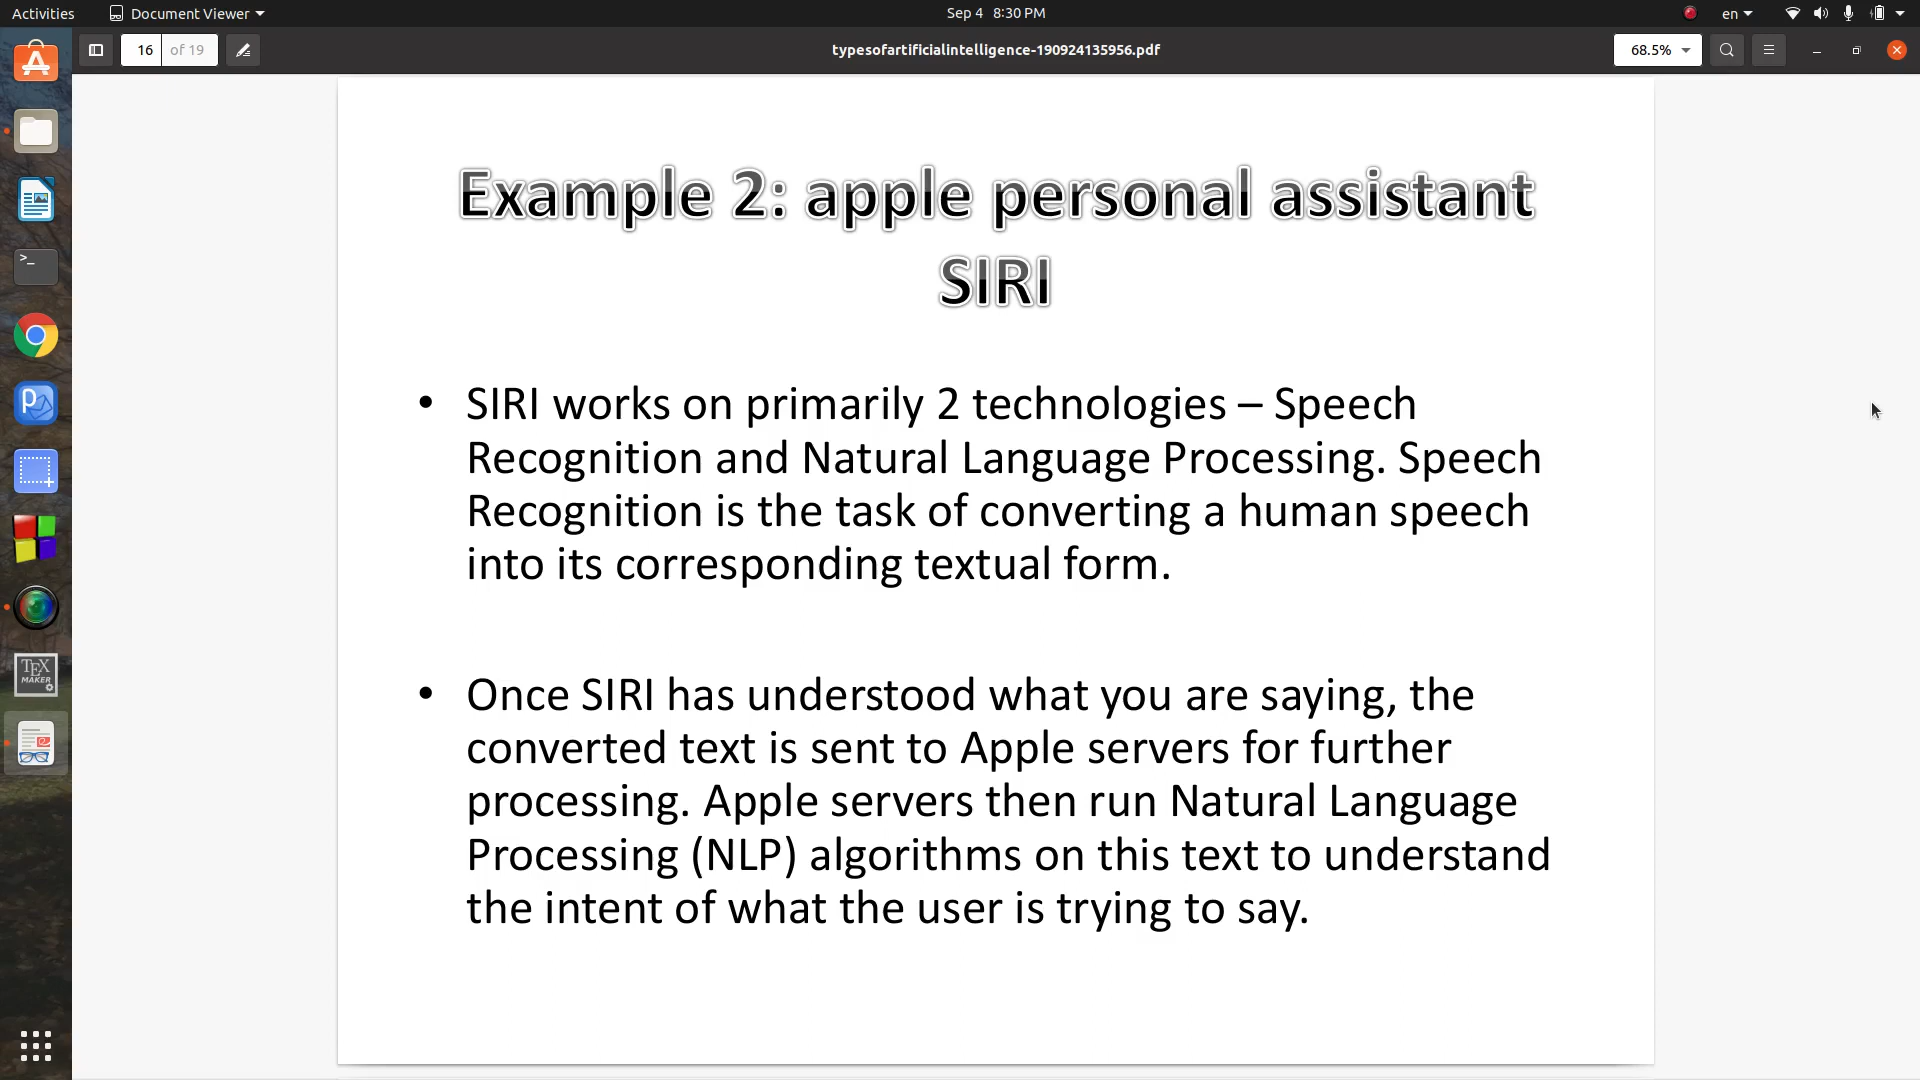 Activities Document Viewer Sep 4 8:30 PM en
16 of 19 typesofartificialintelligence-190924135956.pdf 68.5%
Example 2: apple personal assistant
SIRI
• SIRI works on primarily 2 technologies – Speech
Recognition and Natural Language Processing. Speech
Recognition is the task of converting a human speech
into its corresponding textual form.
• Once SIRI has understood what you are saying, the
converted text is sent to Apple servers for further
processing. Apple servers then run Natural Language
Processing (NLP) algorithms on this text to understand
the intent of what the user is trying to say.
>_
TEX
MAKER